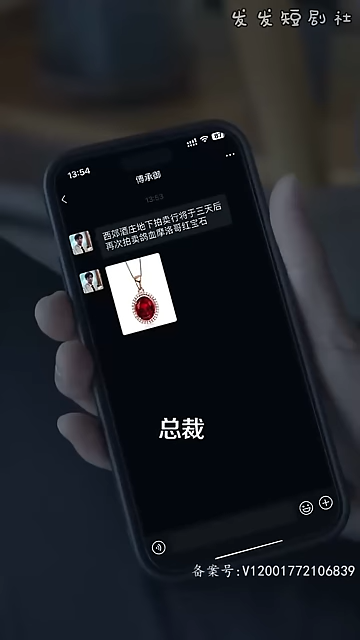 发发短剧社
13:54
67
傅承御
13:53
西郊酒庄地下拍卖行将于三天后
再次拍卖鸽血摩洛哥红宝石
总裁
备案号:V12001772106839